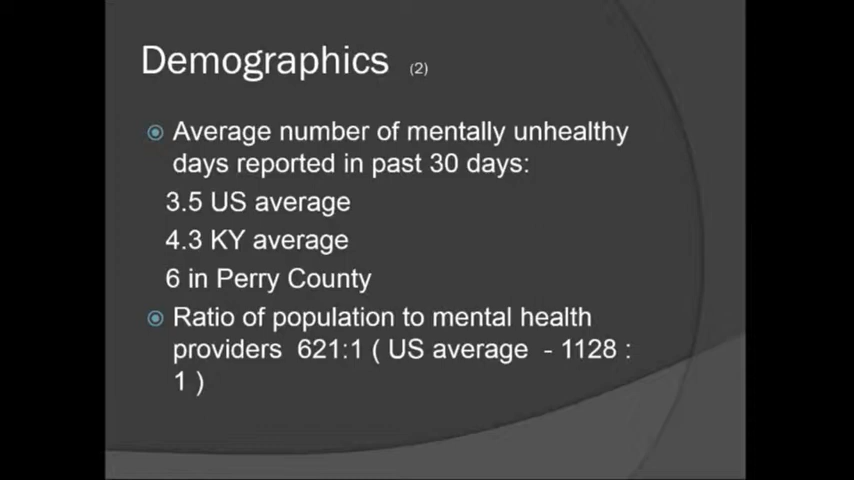 Demographics (2)
Average number of mentally unhealthy
days reported in past 30 days:
3.5 US average
4.3 KY average
6 in Perry County
Ratio of population to mental health
providers 621:1 ( US average - 1128 :
1 )